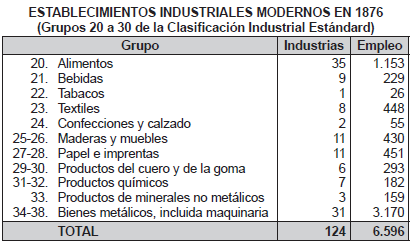 ESTABLECIMIENTOS INDUSTRIALES MODERNOS EN 1876
(Grupos 20 a 30 de la Clasificación Industrial Estándard)
Grupo Industrias Empleo
20. Alimentos 35 1.153
21. Bebidas 9 229
22. Tabacos 1 26
23. Textiles 8 448
24. Confecciones y calzado 2 55
25-26. Maderas y muebles 11 430
27-28. Papel e imprentas 11 451
29-30. Productos del cuero y de la goma 6 293
31-32. Productos químicos 7 182
33. Productos de minerales no metálicos 3 159
34-38. Bienes metálicos, incluida maquinaria 31 3.170
TOTAL 124 6.596